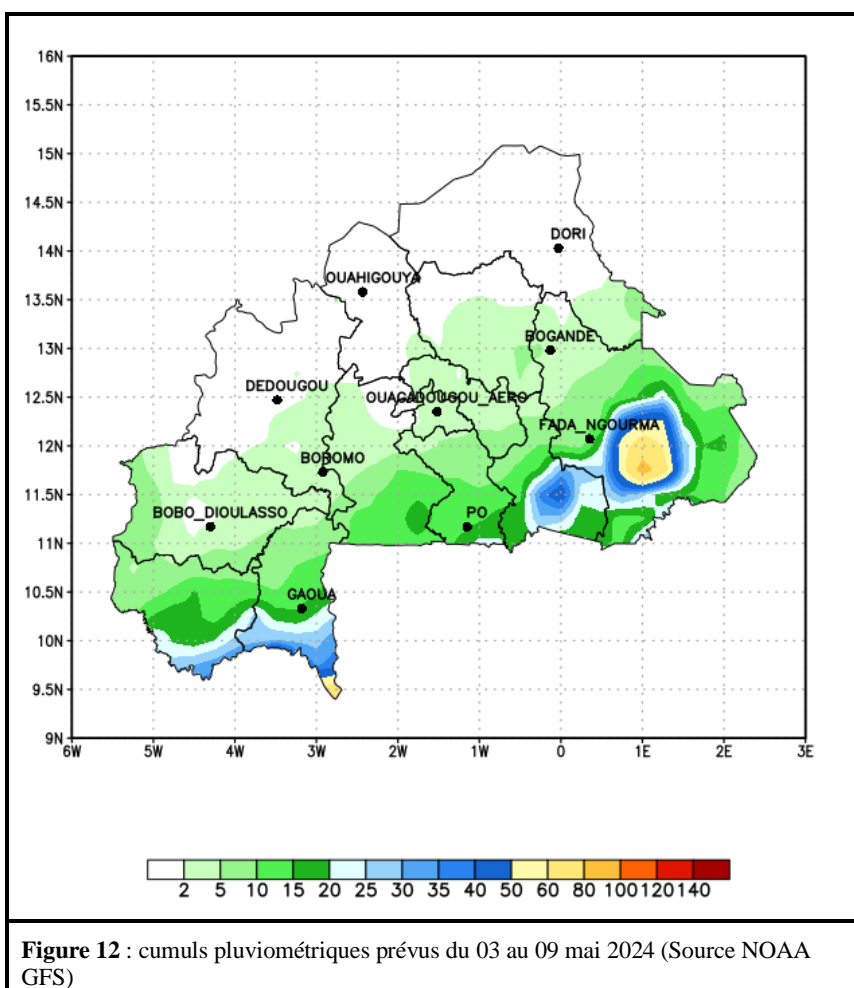 16N
15.5N
15N
14.5N
14N
13.5N
13N
12.5N
12N
11.5N
11N
10.5N
10N
9.5N
9N
DORI
OUAHIGOUYA
BOGANDE
DEDOUGOU
OUAGADOUGOU_AERO
FADA_NGOURMA
BOROMO
BOBO_DIOULASSO
PO
GAOUA
6W 5W 4W 3W 2W 1W 0 1E 2E 3E
2 5 10 15 20 25 30 35 40 50 60 80 100 120 140
Figure 12 : cumuls pluviométriques prévus du 03 au 09 mai 2024 (Source NOAA
GFS)